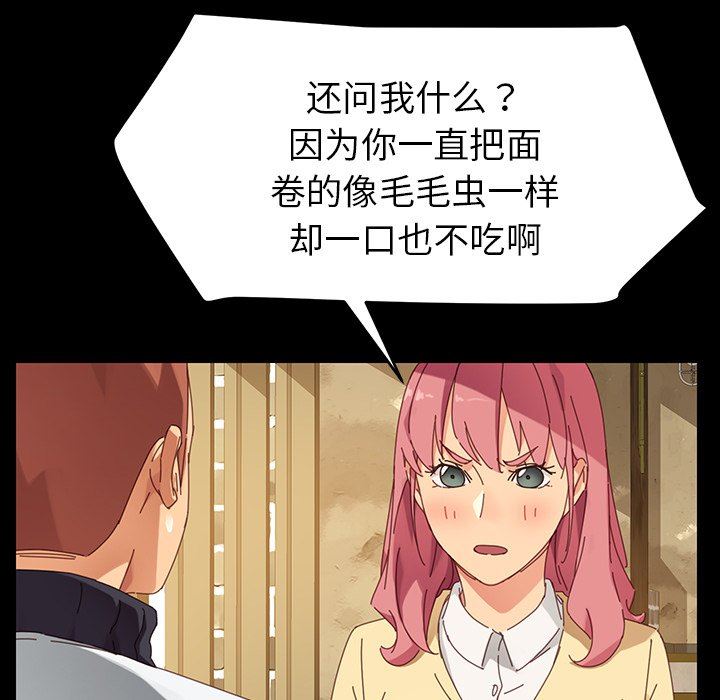 还问我什么？
因为你一直把面
卷的像毛毛虫一样
却一口也不吃啊